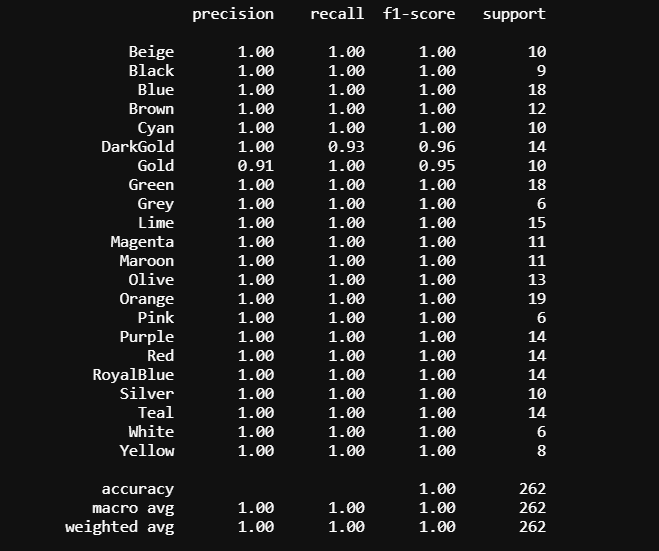 precision recall f1-score support
Beige 1.00 1.00 1.00 10
Black 1.00 1.00 1.00 9
Blue 1.00 1.00 1.00 18
Brown 1.00 1.00 1.00 12
Cyan 1.00 1.00 1.00 10
DarkGold 1.00 0.93 0.96 14
Gold 0.91 1.00 0.95 10
Green 1.00 1.00 1.00 18
Grey 1.00 1.00 1.00 6
Lime 1.00 1.00 1.00 15
Magenta 1.00 1.00 1.00 11
Maroon 1.00 1.00 1.00 11
Olive 1.00 1.00 1.00 13
Orange 1.00 1.00 1.00 19
Pink 1.00 1.00 1.00 6
Purple 1.00 1.00 1.00 14
Red 1.00 1.00 1.00 14
RoyalBlue 1.00 1.00 1.00 14
Silver 1.00 1.00 1.00 10
Teal 1.00 1.00 1.00 14
White 1.00 1.00 1.00 6
Yellow 1.00 1.00 1.00 8
accuracy 1.00 262
macro avg 1.00 1.00 1.00 262
weighted avg 1.00 1.00 1.00 262